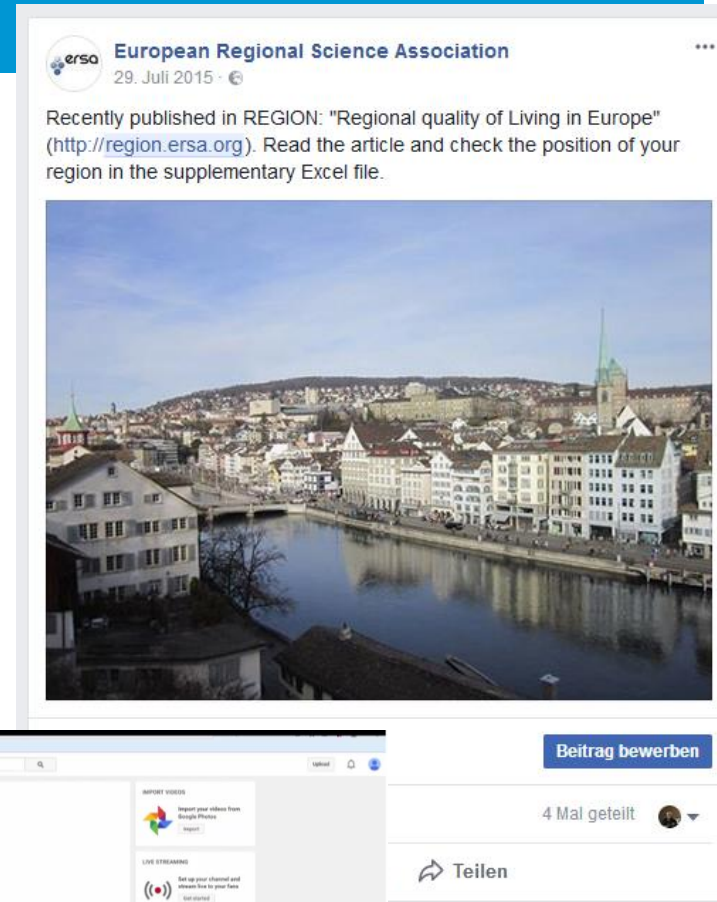 ersa
European Regional Science Association
29. Juli 2015 ·
Recently published in REGION: "Regional quality of Living in Europe"
(http://region.ersa.org). Read the article and check the position of your
region in the supplementary Excel file.
Beitrag bewerben
4 Mal geteilt
Teilen
Upload
IMPORT VIDEOS
Import your videos from
Google Photos
Import
LIVE STREAMING
Set up your channel and
stream live to your fans
Get started